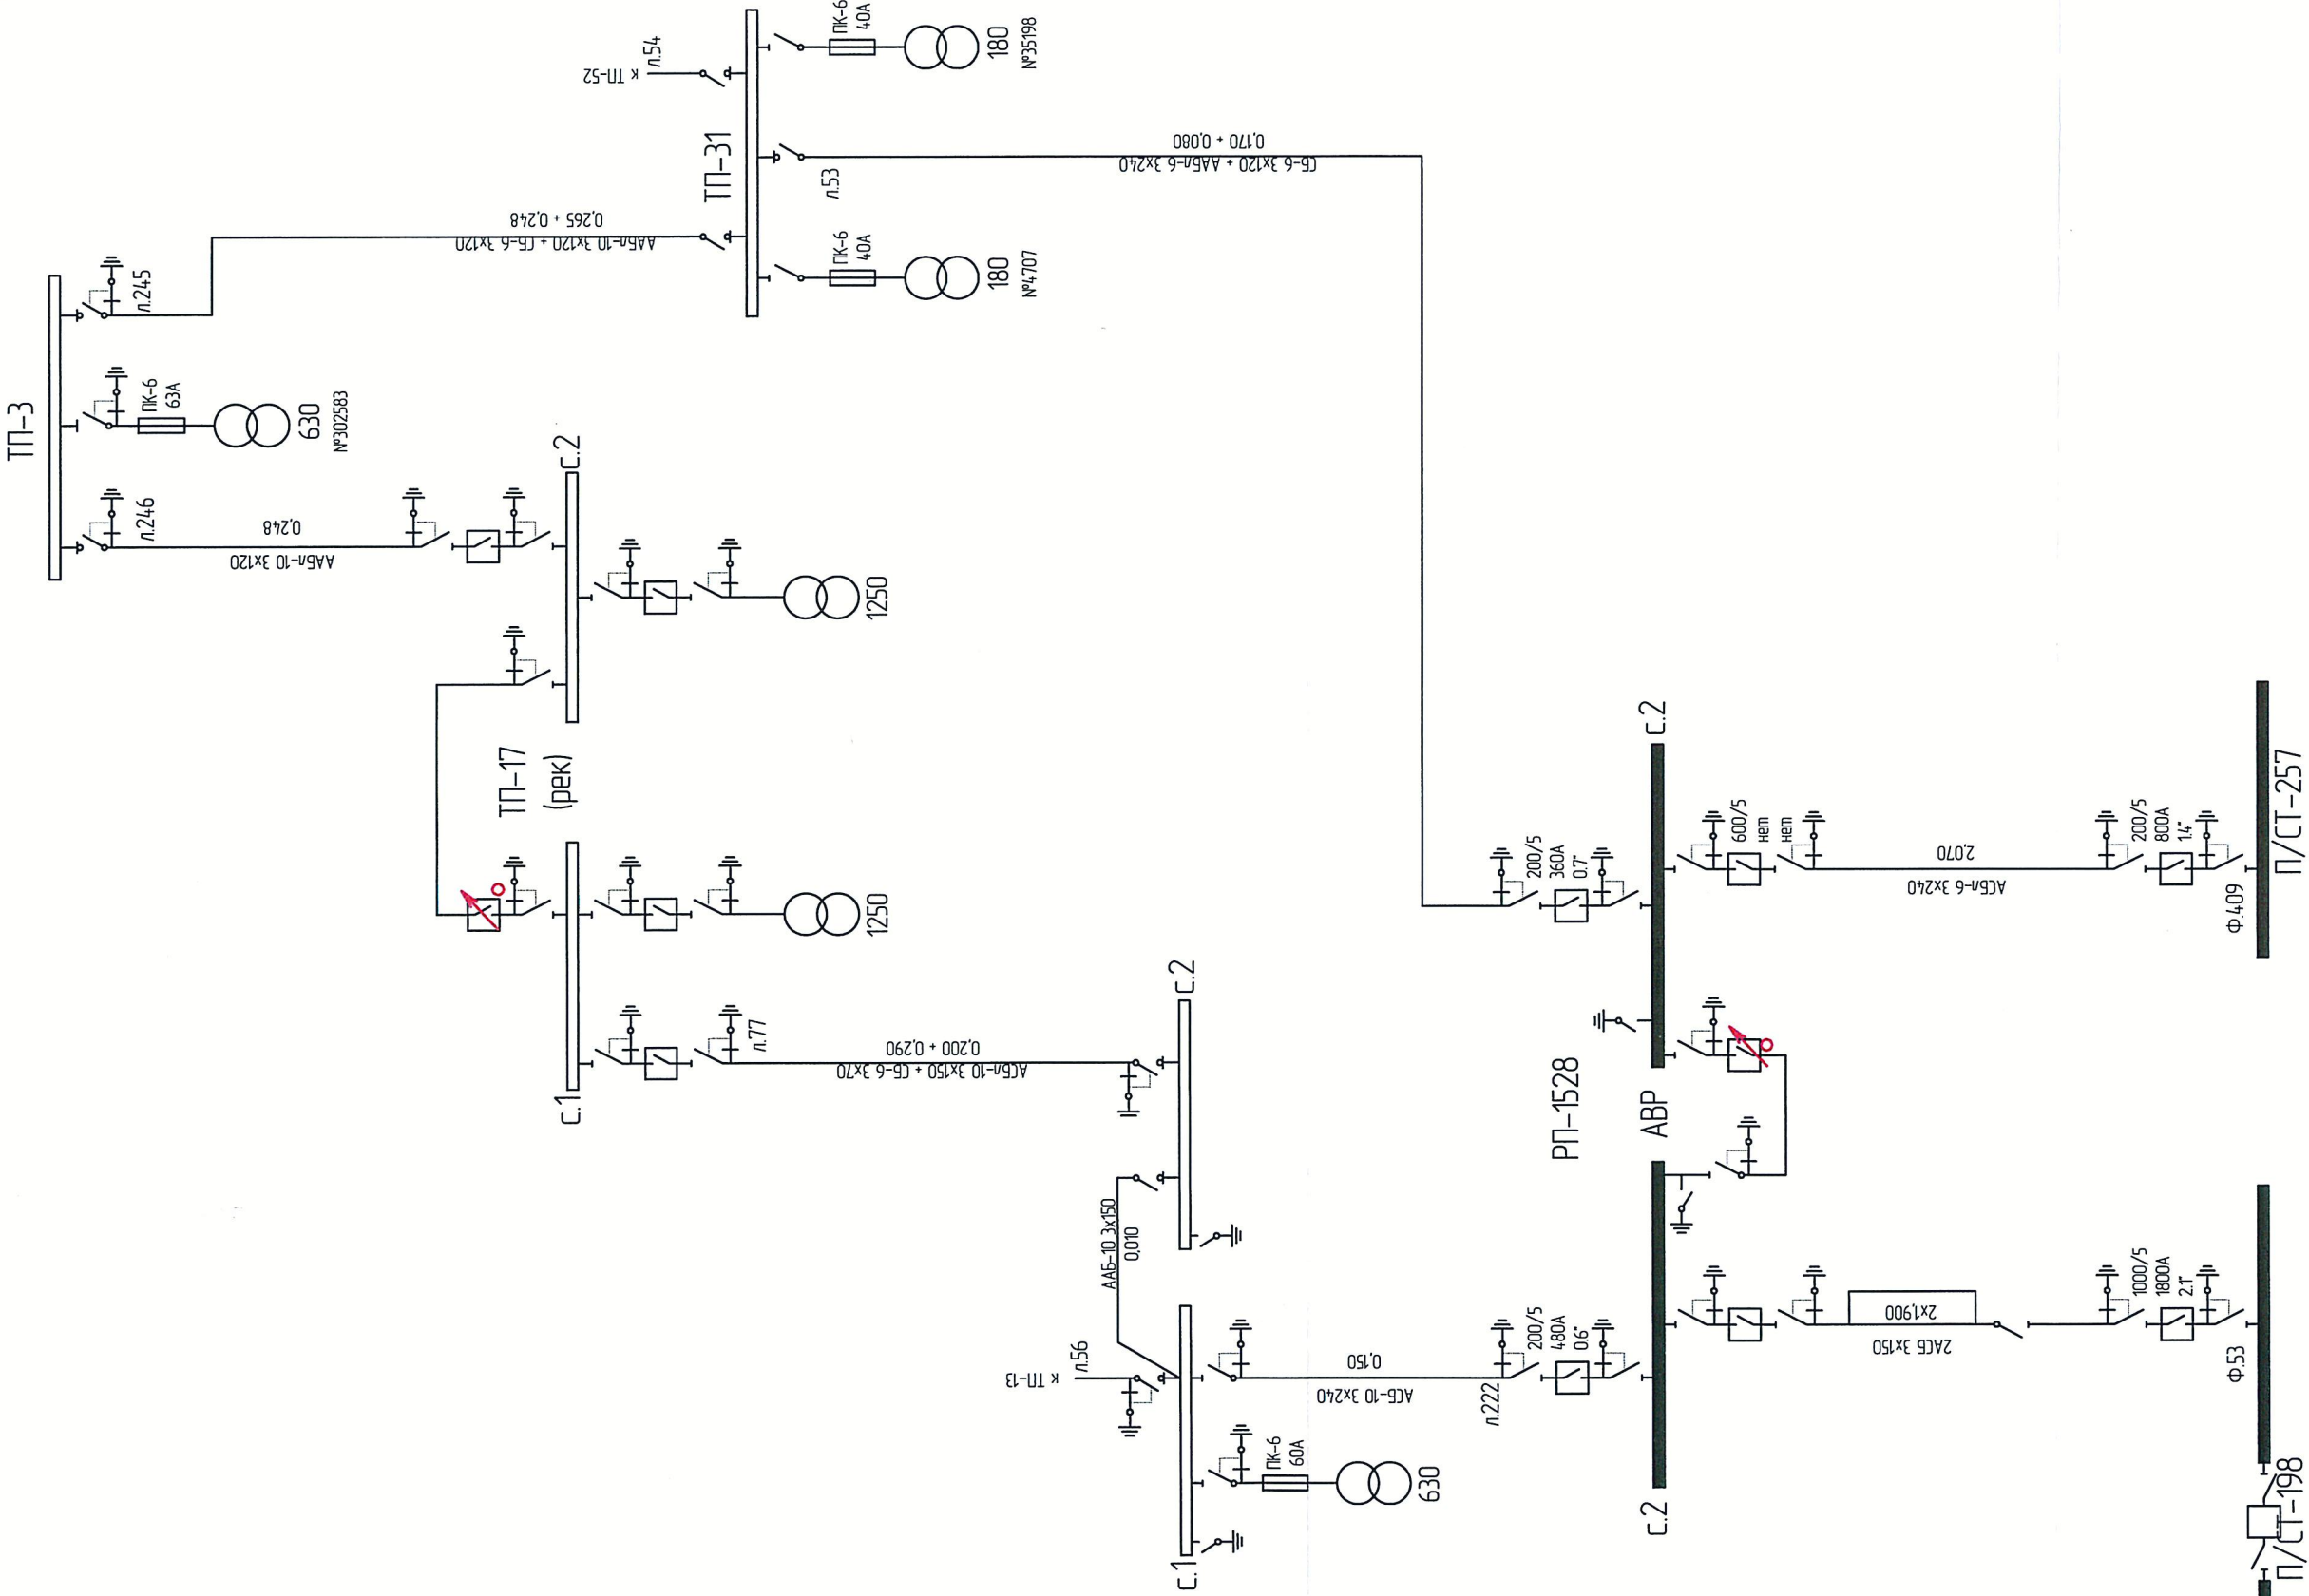 ТП-3
л.246
0,248
ААБл-10 3х120
ПК-6
63А
630
№302583
л.245
0,265 + 0,248
ААБл-10 3х120 + СБ-6 3х120
ТП-31
к ТП-52
л.54
ПК-6
40А
180
№35198
л.53
0,170 + 0,080
СБ-6 3х120 + ААБл-6 3х240
ПК-6
40А
180
№4707
с.2
1250
ТП-17
(рек)
1250
с.1
л.77
0,200 + 0,290
АСБл-10 3х150 + СБ-6 3х70
с.2
ААБ-10 3х150
0,010
к ТП-13
л.56
с.1
ПК-6
60А
630
0,150
АСБ-10 3х240
л.222
200/5
480А
0.6"
200/5
360А
0.7"
РП-1528
АВР
с.2
с.2
600/5
нет
нет
2,070
АСБл-6 3х240
200/5
800А
1.4"
Ф.409
П/СТ-257
2х1,900
2АСБ 3х150
1000/5
1800А
2.1"
Ф.53
П/СТ-198